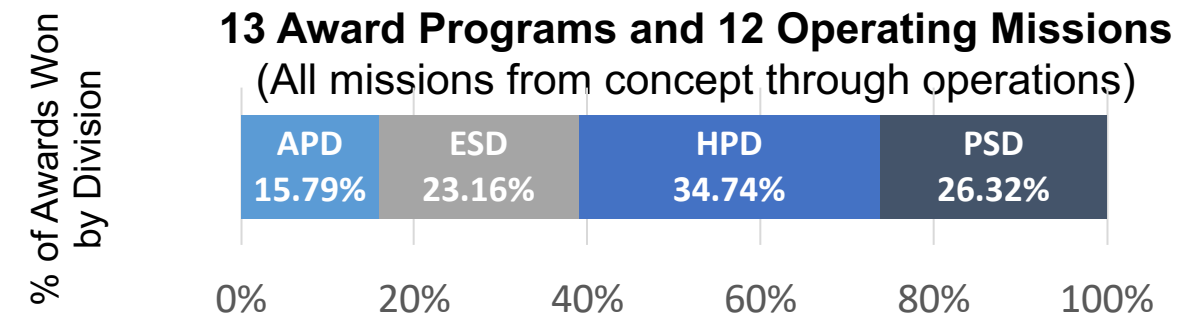 13 Award Programs and 12 Operating Missions
(All missions from concept through operations)
% of Awards Won
by Division
APD
15.79%
ESD
23.16%
HPD
34.74%
PSD
26.32%
0% 20% 40% 60% 80% 100%